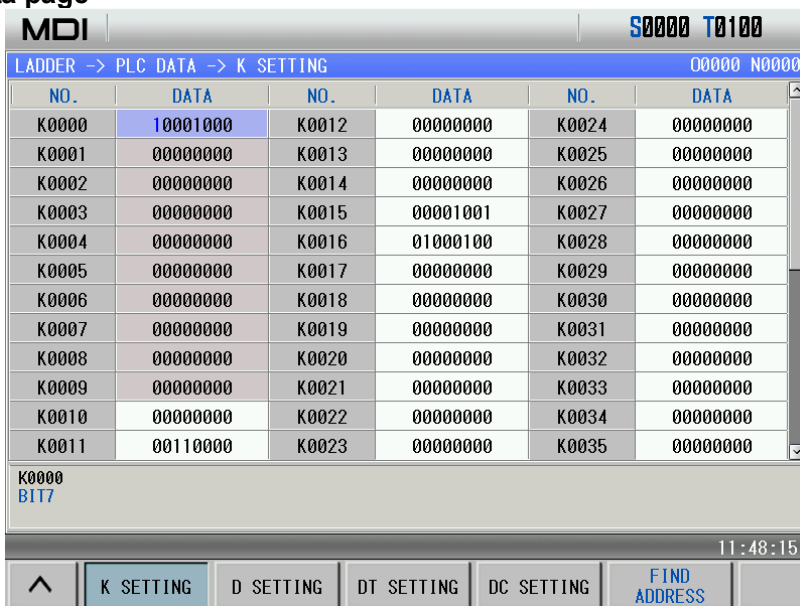 MDI S0000 T0100
LADDER -> PLC DATA -> K SETTING O0000 N0000
NO. DATA NO. DATA NO. DATA
K0000 10001000 K0012 00000000 K0024 00000000
K0001 00000000 K0013 00000000 K0025 00000000
K0002 00000000 K0014 00000000 K0026 00000000
K0003 00000000 K0015 00001001 K0027 00000000
K0004 00000000 K0016 01000100 K0028 00000000
K0005 00000000 K0017 00000000 K0029 00000000
K0006 00000000 K0018 00000000 K0030 00000000
K0007 00000000 K0019 00000000 K0031 00000000
K0008 00000000 K0020 00000000 K0032 00000000
K0009 00000000 K0021 00000000 K0033 00000000
K0010 00000000 K0022 00000000 K0034 00000000
K0011 00110000 K0023 00000000 K0035 00000000
K0000
BIT7
11:48:15
K SETTING D SETTING DT SETTING DC SETTING FIND ADDRESS